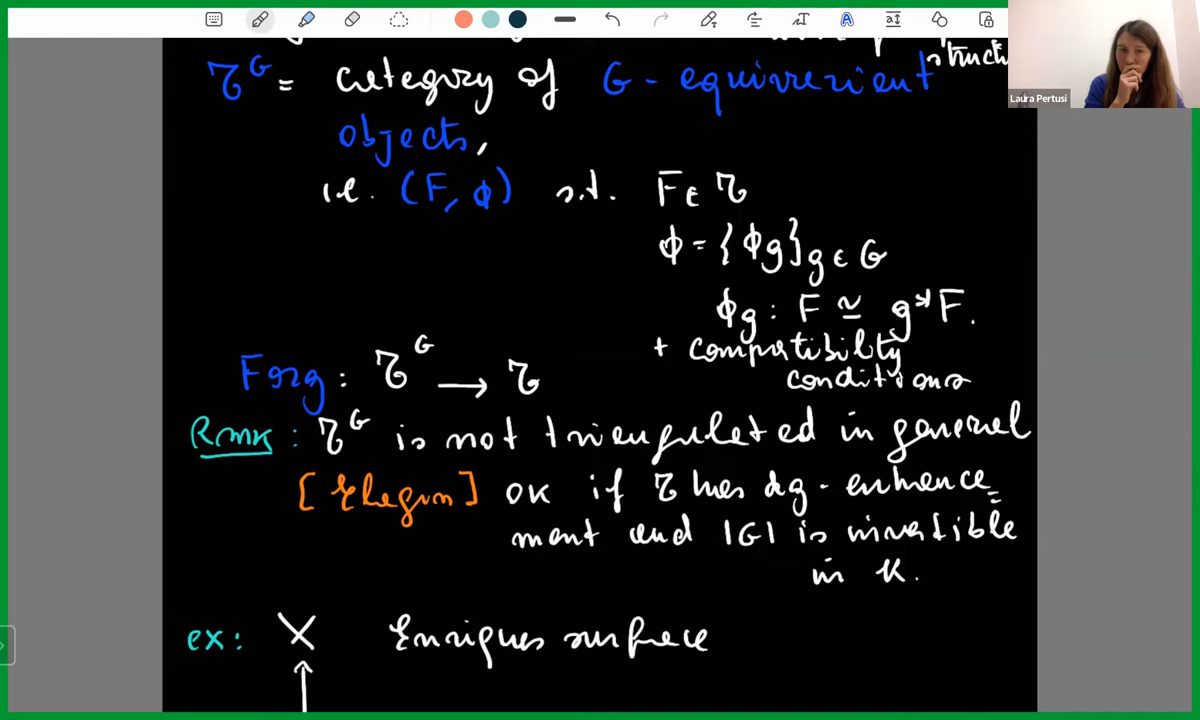 struct
𝒯^G = category of G - equivariant
objects,
i.e. (F, ϕ) s.t. F ∈ 𝒯
ϕ = {ϕg}g∈G
ϕg : F ≃ g*F.
+ compatibility
conditions
Forg : 𝒯^G → 𝒯
Rmk : 𝒯^G is not triangulated in general
[Elagin] OK if 𝒯 has dg - enhance=
ment and |G| is invertible
in K.
ex: X Enriques surface
Laura Pertusi